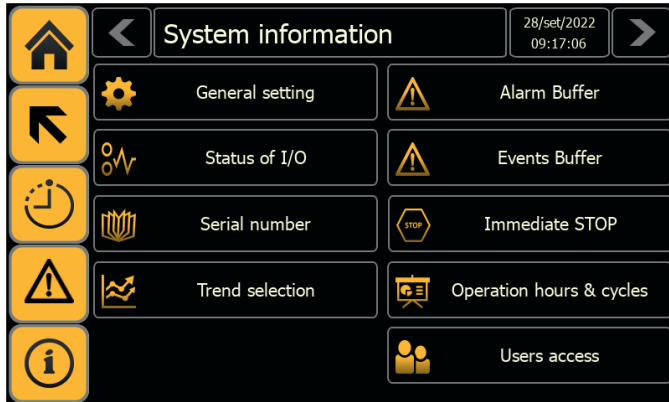 System information
28/set/2022
09:17:06
General setting
Alarm Buffer
Status of I/O
Events Buffer
Serial number
STOP
Immediate STOP
Trend selection
Operation hours & cycles
Users access